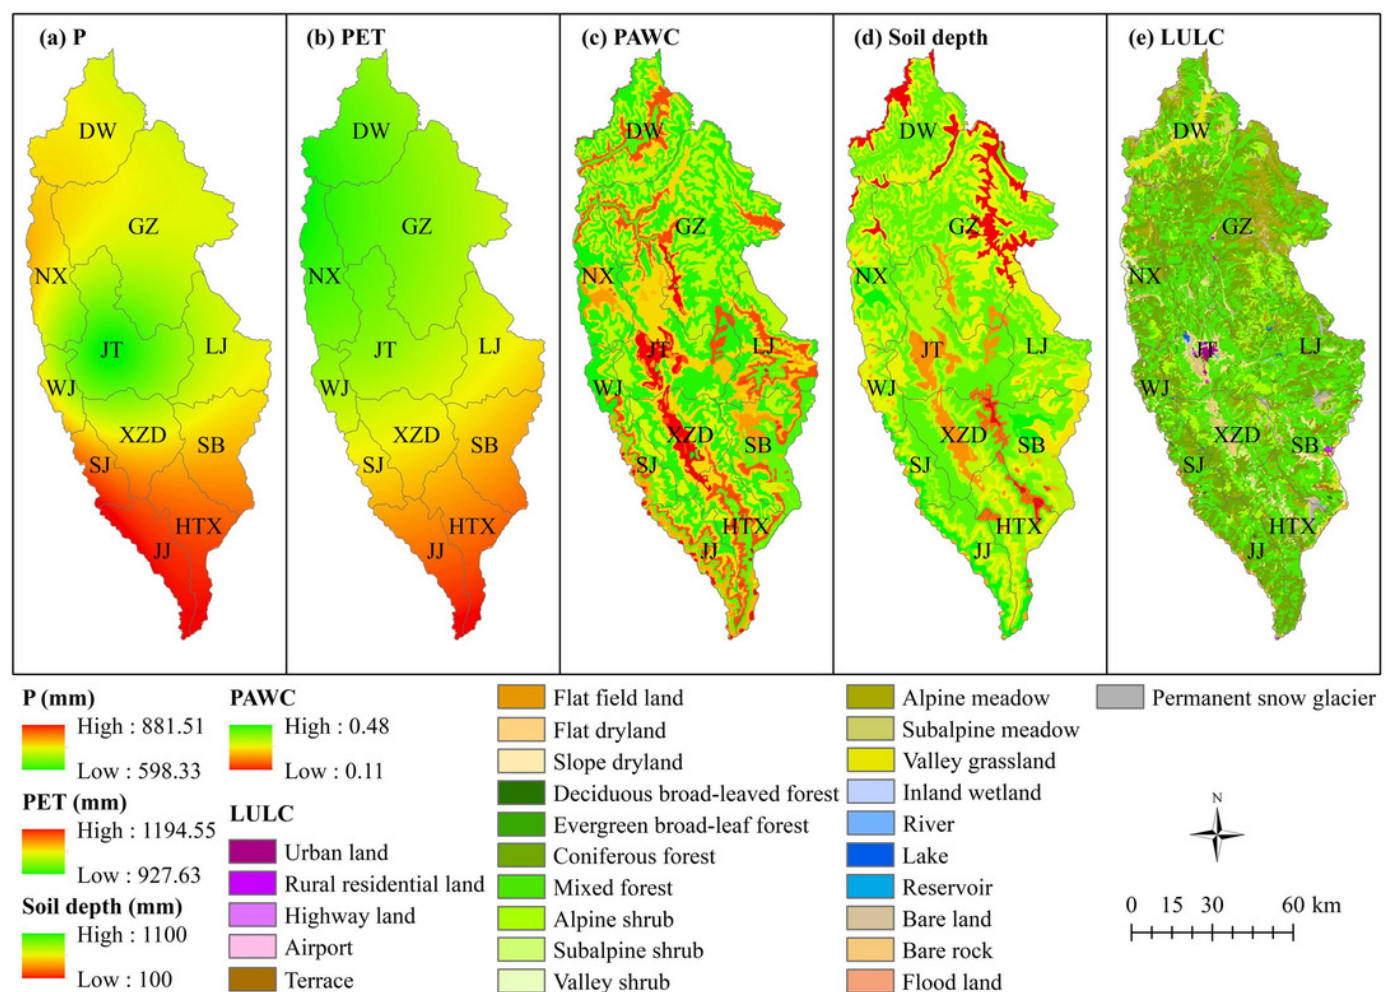 (a) P
(b) PET
(c) PAWC
(d) Soil depth
(e) LULC
DW
GZ
NX
JT
LJ
WJ
XZD
SB
SJ
HTX
JJ
DW
GZ
NX
JT
LJ
WJ
XZD
SB
SJ
HTX
JJ
DW
GZ
NX
JT
LJ
WJ
XZD
SB
SJ
HTX
JJ
DW
GZ
NX
JT
LJ
WJ
XZD
SB
SJ
HTX
JJ
DW
GZ
NX
JT
LJ
WJ
XZD
SB
SJ
HTX
JJ
P (mm)
High : 881.51
Low : 598.33
PET (mm)
High : 1194.55
Low : 927.63
Soil depth (mm)
High : 1100
Low : 100
PAWC
High : 0.48
Low : 0.11
LULC
Urban land
Rural residential land
Highway land
Airport
Terrace
Flat field land
Flat dryland
Slope dryland
Deciduous broad-leaved forest
Evergreen broad-leaf forest
Coniferous forest
Mixed forest
Alpine shrub
Subalpine shrub
Valley shrub
Alpine meadow
Subalpine meadow
Valley grassland
Inland wetland
River
Lake
Reservoir
Bare land
Bare rock
Flood land
Permanent snow glacier
N
0 15 30 60 km